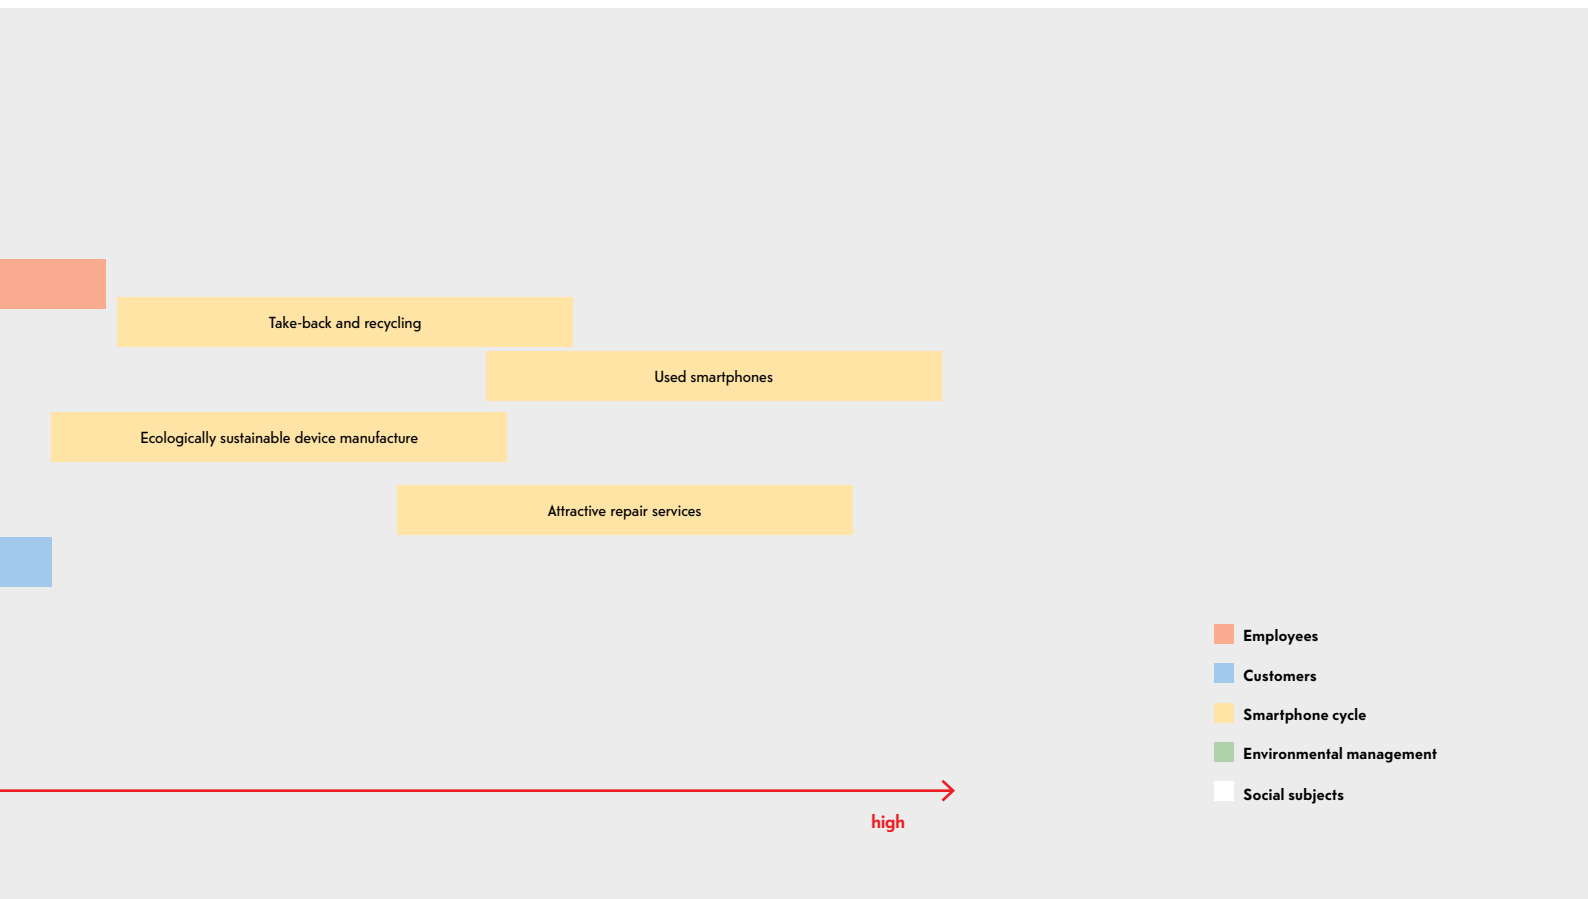 Take-back and recycling
Used smartphones
Ecologically sustainable device manufacture
Attractive repair services
Employees
Customers
Smartphone cycle
Environmental management
Social subjects
high